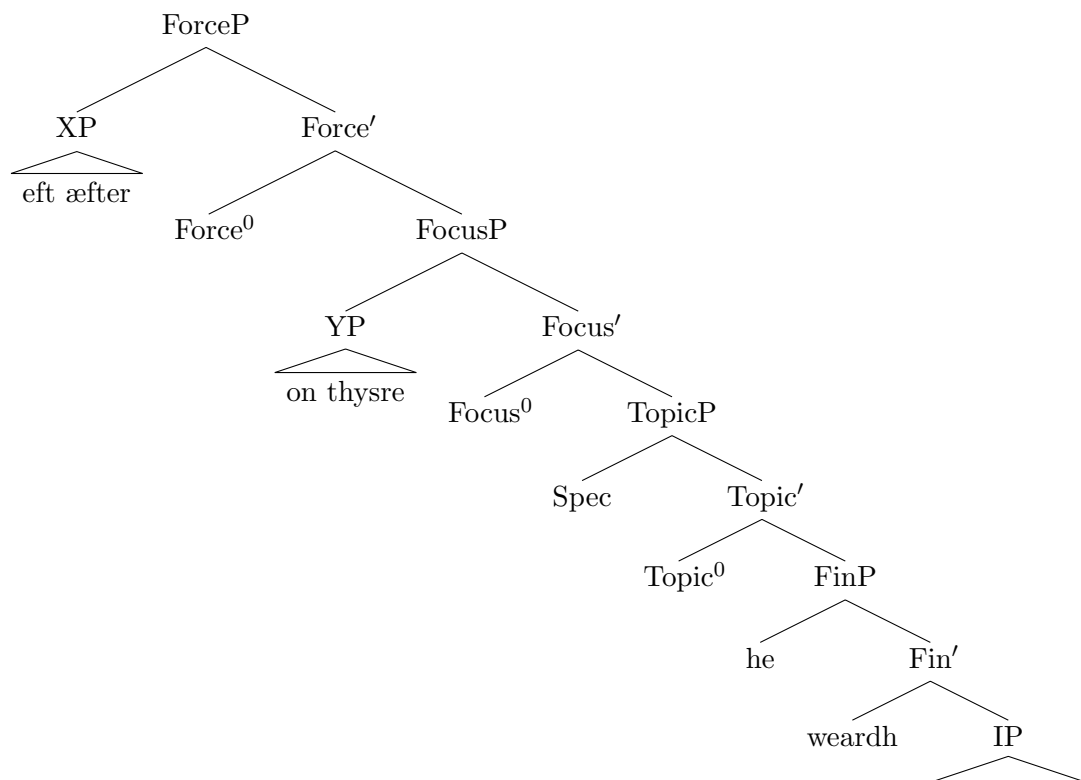 ForceP
XP Force′
eft æfter
Force⁰ FocusP
YP Focus′
on thysre
Focus⁰ TopicP
Spec Topic′
Topic⁰ FinP
he Fin′
weardh IP